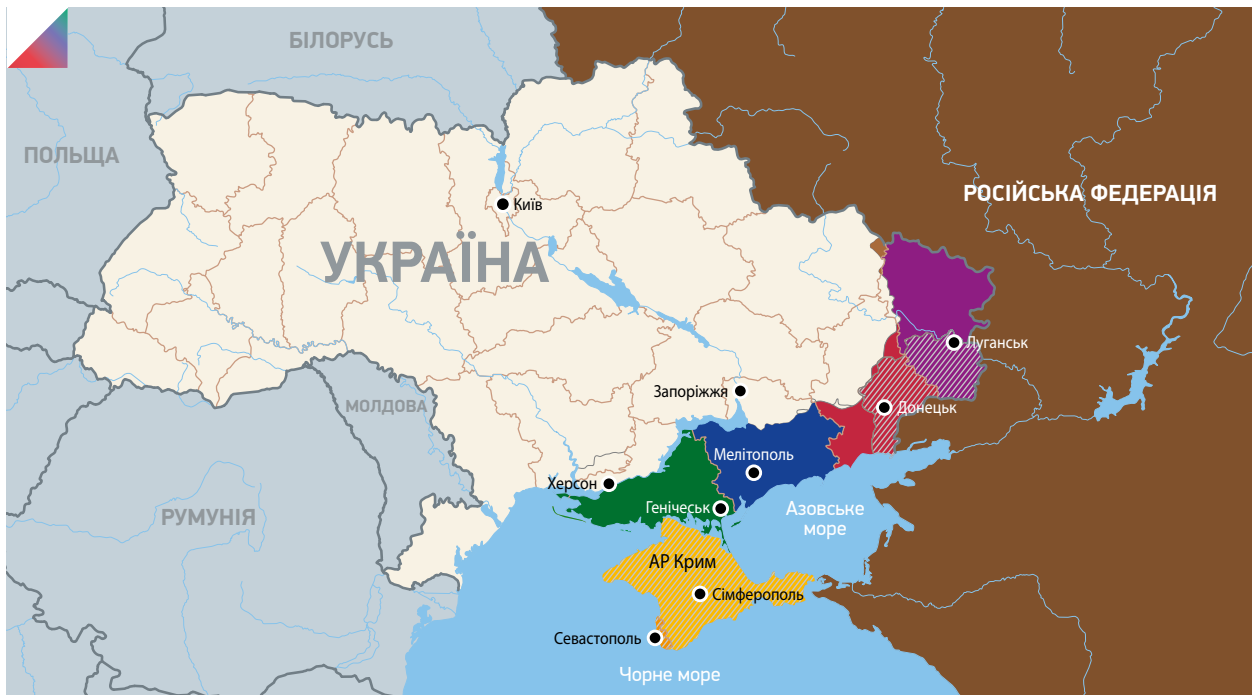 БІЛОРУСЬ
ПОЛЬЩА
РОСІЙСЬКА ФЕДЕРАЦІЯ
Київ
УКРАЇНА
Луганськ
Запоріжжя
МОЛДОВА
Донецьк
Мелітополь
Херсон
Генічеськ
РУМУНІЯ
Азовське
море
АР Крим
Сімферополь
Севастополь
Чорне море